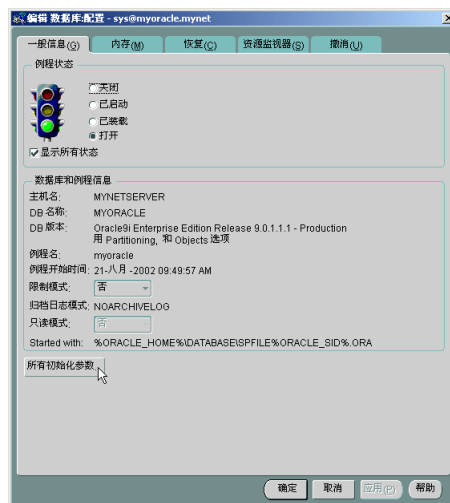 编辑 数据库:配置 - sys@myoracle.mynet
一般信息(G) 内存(M) 恢复(C) 资源监视器(S) 撤消(U)
例程状态
关闭
已启动
已装载
打开
显示所有状态
数据库和例程信息
主机名: MYNETSERVER
DB 名称: MYORACLE
DB 版本: Oracle9i Enterprise Edition Release 9.0.1.1.1 - Production
用 Partitioning, 和 Objects 选项
例程名: myoracle
例程开始时间: 21-八月 -2002 09:49:57 AM
限制模式: 否
归档日志模式: NOARCHIVELOG
只读模式: 否
Started with: %ORACLE_HOME%\DATABASE\SPFILE%ORACLE_SID%.ORA
所有初始化参数...
确定 取消 应用(P) 帮助